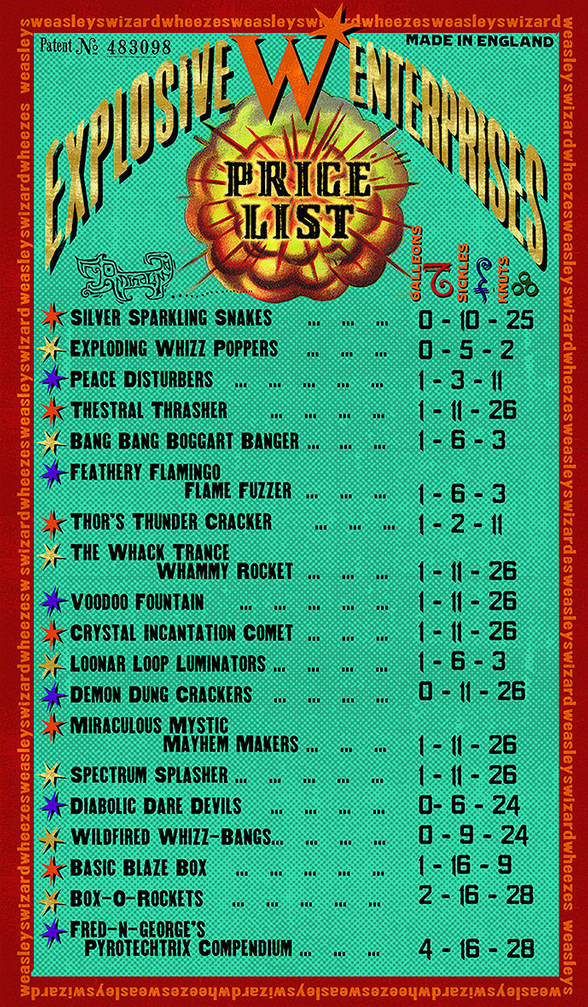 weasleyswizardwheezesweasleyswizardwheezesweasleyswizard
Patent № 483098
MADE IN ENGLAND
W
EXPLOSIVE ENTERPRISES
PRICE
LIST
GALLEONS SICKLES KNUTS
SILVER SPARKLING SNAKES ... ... ... 0 - 10 - 25
EXPLODING WHIZZ POPPERS ... ... ... 0 - 5 - 2
PEACE DISTURBERS ... ... ... ... ... 1 - 3 - 11
THESTRAL THRASHER ... ... ... ... 1 - 11 - 26
BANG BANG BOGGART BANGER ... ... ... 1 - 6 - 3
FEATHERY FLAMINGO
FLAME FUZZER ... ... ... 1 - 6 - 3
THOR'S THUNDER CRACKER ... ... ... 1 - 2 - 11
THE WHACK TRANCE
WHAMMY ROCKET ... ... ... 1 - 11 - 26
VOODOO FOUNTAIN ... ... ... ... 1 - 11 - 26
CRYSTAL INCANTATION COMET ... ... ... 1 - 11 - 26
LOONAR LOOP LUMINATORS ... ... ... ... 1 - 6 - 3
DEMON DUNG CRACKERS ... ... ... ... 0 - 11 - 26
MIRACULOUS MYSTIC
MAYHEM MAKERS ... ... ... 1 - 11 - 26
SPECTRUM SPLASHER ... ... ... ... ... 1 - 11 - 26
DIABOLIC DARE DEVILS ... ... ... ... 0- 6 - 24
WILDFIRED WHIZZ-BANGS... ... ... ... 0 - 9 - 24
BASIC BLAZE BOX ... ... ... ... ... 1 - 16 - 9
BOX-O-ROCKETS ... ... ... ... ... 2 - 16 - 28
FRED-N-GEORGE'S
PYROTECHTRIX COMPENDIUM ... ... ... 4 - 16 - 28